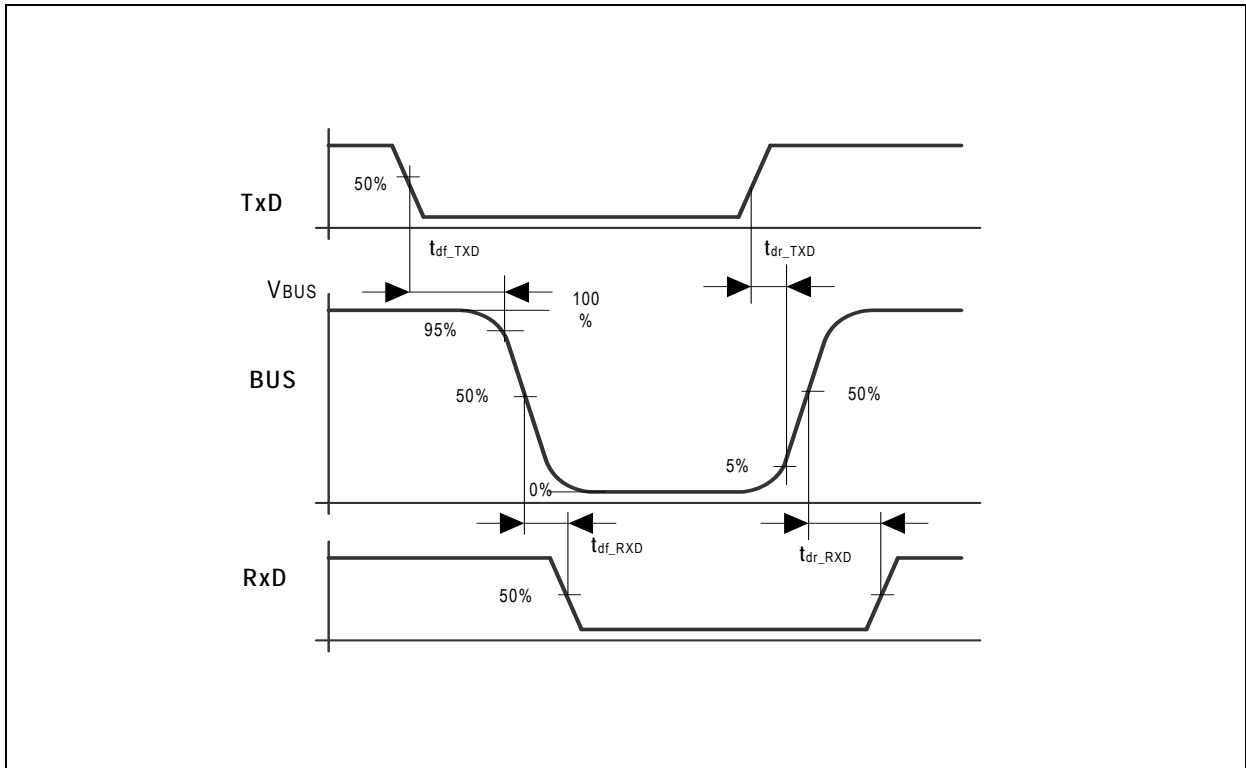 50%
TxD
tdf_TXD
tdr_TXD
VBUS
100
%
95%
BUS
50%
50%
5%
0%
tdf_RXD
tdr_RXD
RxD
50%